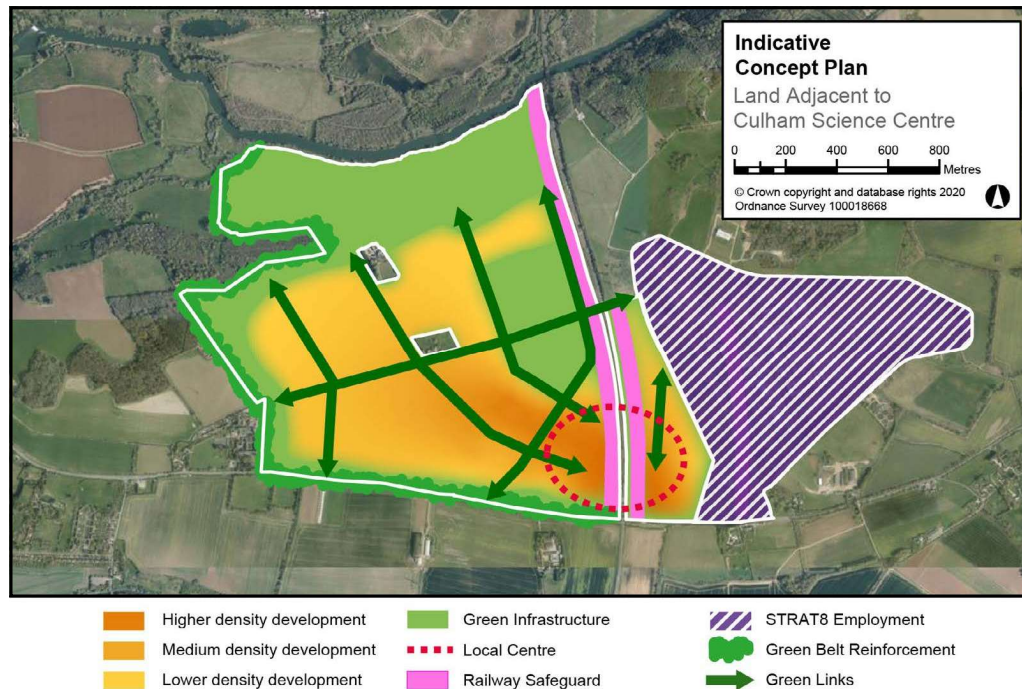 Indicative
Concept Plan
Land Adjacent to
Culham Science Centre
0 200 400 600 800
Metres
© Crown copyright and database rights 2020
Ordnance Survey 100018668
Higher density development
Medium density development
Lower density development
Green Infrastructure
Local Centre
Railway Safeguard
STRAT8 Employment
Green Belt Reinforcement
Green Links